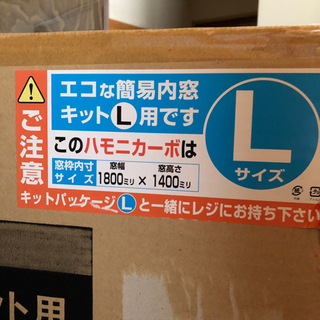 ご注意
エコな簡易内窓
キットL用です
このハモニカーボは
窓枠内寸
サイズ
窓幅
窓高さ
1800ミリ × 1400ミリ
キットパッケージLと一緒にレジにお持ち下さい
L
サイズ
ット用